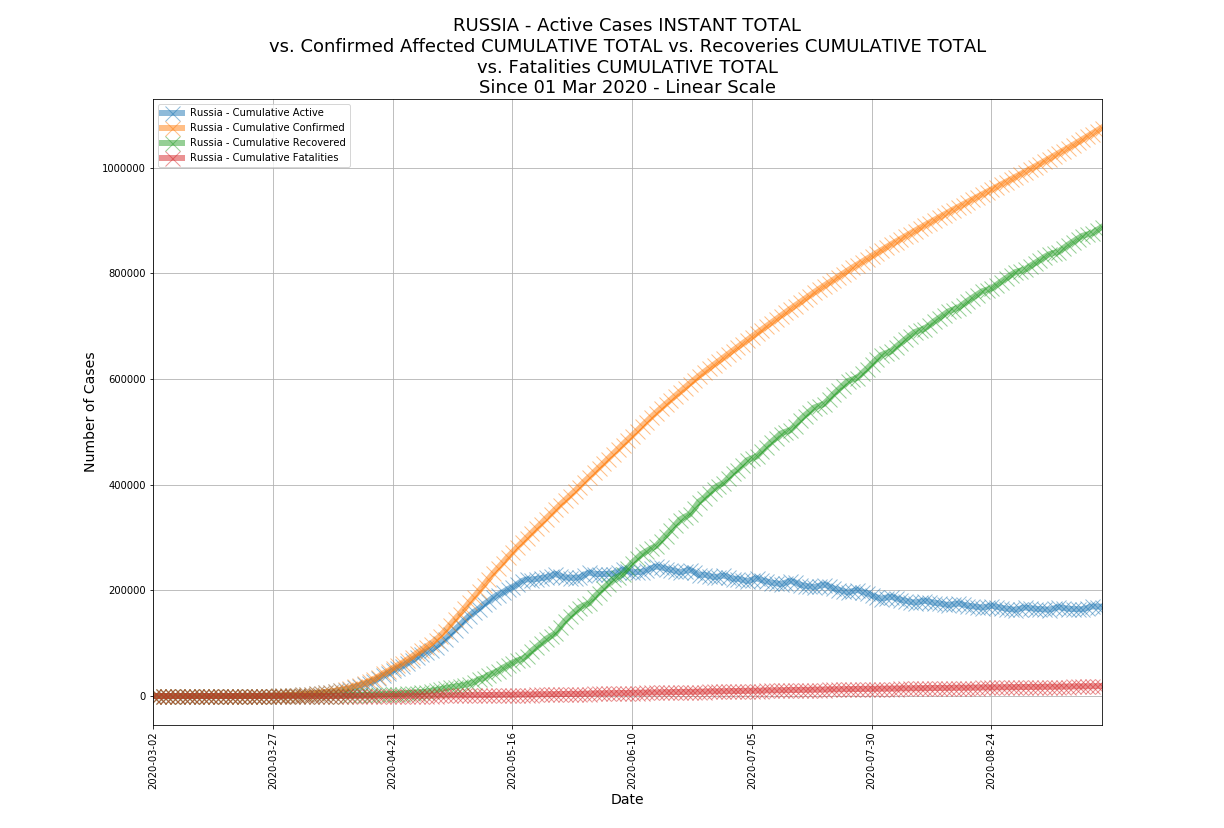 RUSSIA - Active Cases INSTANT TOTAL
vs. Confirmed Affected CUMULATIVE TOTAL vs. Recoveries CUMULATIVE TOTAL
vs. Fatalities CUMULATIVE TOTAL
Since 01 Mar 2020 - Linear Scale
Russia - Cumulative Active
Russia - Cumulative Confirmed
Russia - Cumulative Recovered
Russia - Cumulative Fatalities
Number of Cases
1000000
800000
600000
400000
200000
0
2020-03-02
2020-03-27
2020-04-21
2020-05-16
2020-06-10
2020-07-05
2020-07-30
2020-08-24
Date